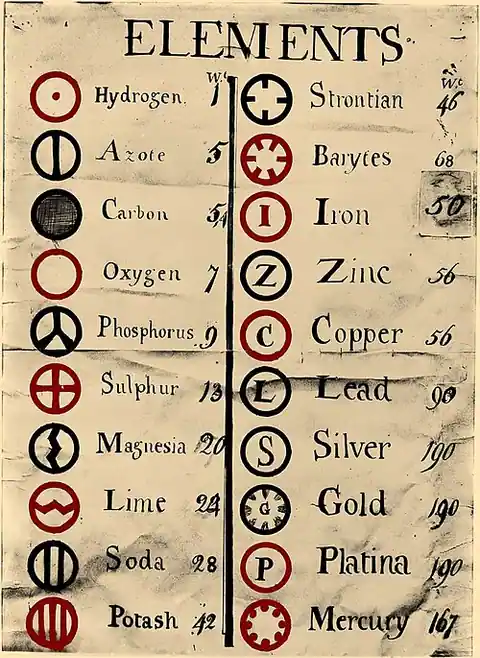 ELEMENTS
Wt
Hydrogen. 1
Azote 5
Carbon 54
Oxygen 7
Phosphorus. 9
Sulphur 13
Magnesia 20
Lime 24
Soda 28
Potash 42
Wt
Strontian 46
Barytes 68
I Iron 50
Z Zinc 56
C Copper 56
L Lead 90
S Silver 190
G Gold 190
P Platina 190
Mercury 167